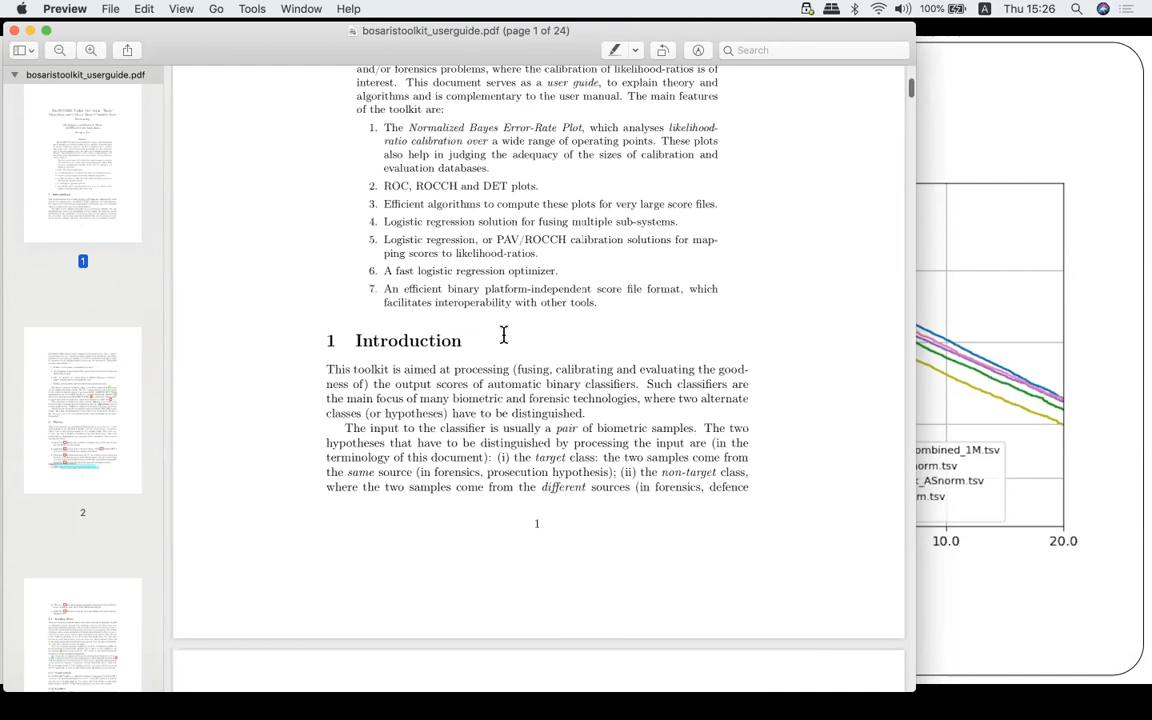 Preview File Edit View Go Tools Window Help 100% A Thu 15:26
bosaristoolkit_userguide.pdf (page 1 of 24)
Search
bosaristoolkit_userguide.pdf
1
2
and/or forensics problems, where the calibration of likelihood-ratios is of
interest. This document serves as a user guide, to explain theory and
algorithms and is complementary to the user manual. The main features
of the toolkit are:
1. The Normalized Bayes Error-Rate Plot, which analyses likelihood-
ratio calibration over a wide range of operating points. These plots
also help in judging the adequacy of the sizes of calibration and
evaluation databases.
2. ROC, ROCCH and DET plots.
3. Efficient algorithms to compute these plots for very large score files.
4. Logistic regression solution for fusing multiple sub-systems.
5. Logistic regression, or PAV/ROCCH calibration solutions for map-
ping scores to likelihood-ratios.
6. A fast logistic regression optimizer.
7. An efficient binary platform-independent score file format, which
facilitates interoperability with other tools.
1 Introduction
This toolkit is aimed at processing (fusing, calibrating and evaluating the good-
ness of) the output scores of automatic binary classifiers. Such classifiers are
the main focus of many biometric and forensic technologies, where two alternate
classes (or hypotheses) have to be distinguished.
The input to the classifier is usually a pair of biometric samples. The two
hypotheses that have to be distinguished by processing the input are (in the
terminology of this document): (i) the target class: the two samples come from
the same source (in forensics, prosecution hypothesis); (ii) the non-target class,
where the two samples come from the different sources (in forensics, defence
1
ombined_1M.tsv
orm.tsv
_ASnorm.tsv
m.tsv
10.0 20.0